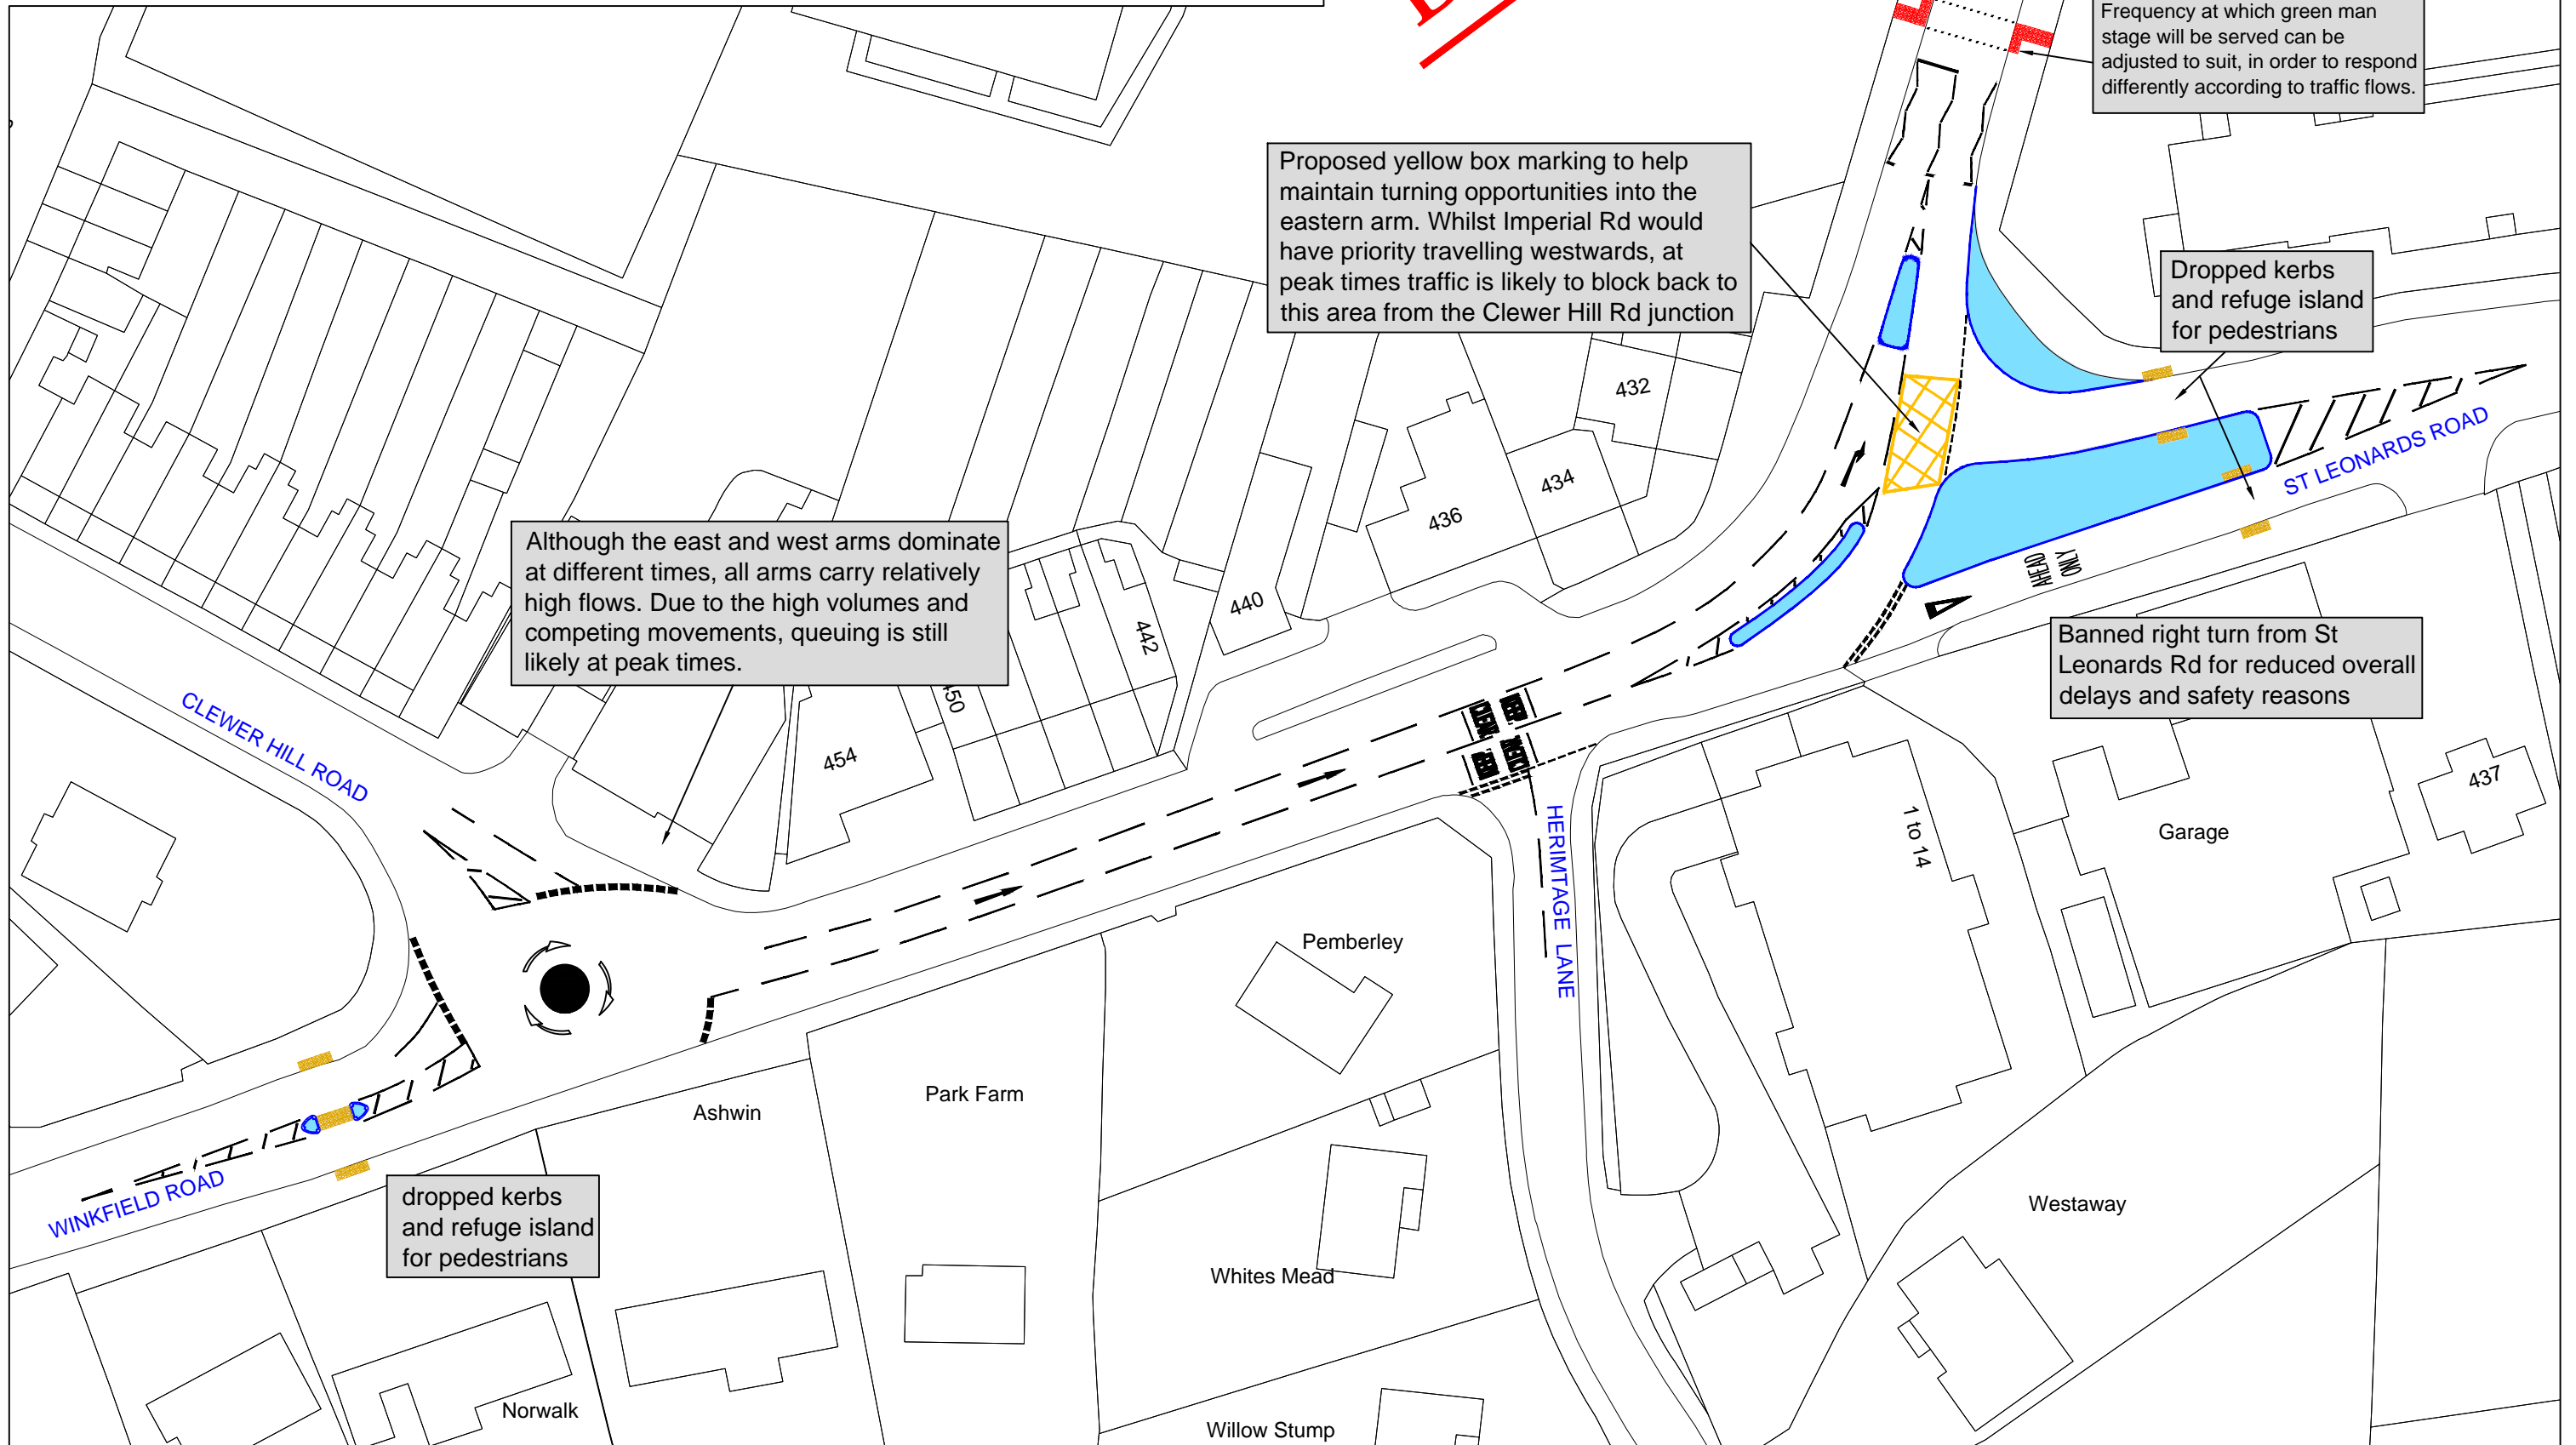 Frequency at which green man
stage will be served can be
adjusted to suit, in order to respond
differently according to traffic flows.
Proposed yellow box marking to help
maintain turning opportunities into the
eastern arm. Whilst Imperial Rd would
have priority travelling westwards, at
peak times traffic is likely to block back to
this area from the Clewer Hill Rd junction
Dropped kerbs
and refuge island
for pedestrians
432
434
436
ST LEONARDS ROAD
Although the east and west arms dominate
at different times, all arms carry relatively
high flows. Due to the high volumes and
competing movements, queuing is still
likely at peak times.
440
442
450
454
AHEAD
ONLY
Banned right turn from St
Leonards Rd for reduced overall
delays and safety reasons
CLEWER HILL ROAD
KEEP
CLEAR
KEEP
CLEAR
HERIMTAGE LANE
1 to 14
Garage
437
Pemberley
Park Farm
Ashwin
WINKFIELD ROAD
dropped kerbs
and refuge island
for pedestrians
Westaway
Whites Mead
Norwalk
Willow Stump